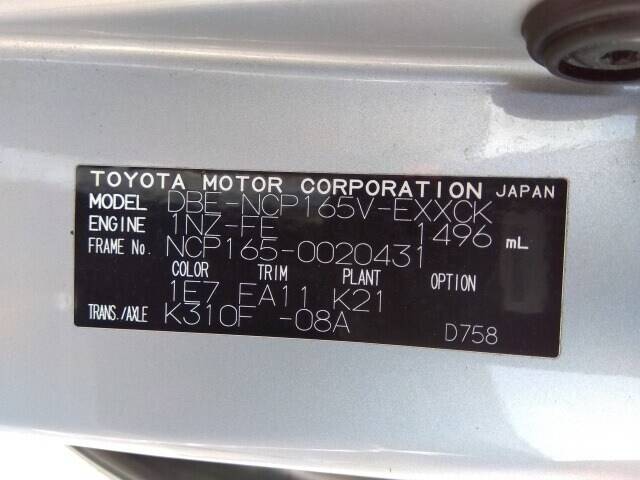 TOYOTA MOTOR CORPORATION JAPAN
MODEL DBE-NCP165V-EXXCK
ENGINE 1NZ-FE 1496 mL
FRAME No. NCP165-0020431
COLOR TRIM PLANT OPTION
1E7 FA11 K21
TRANS./AXLE K310F -08A
D758